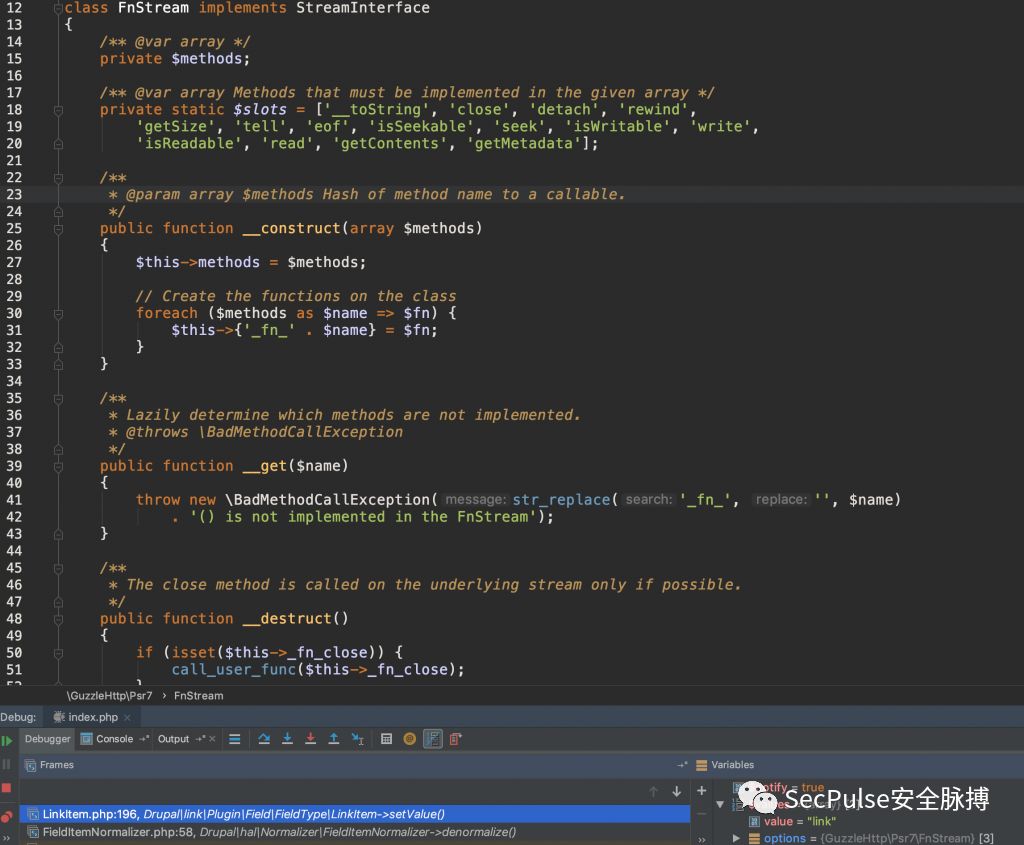 12 class FnStream implements StreamInterface
13 {
14 /** @var array */
15 private $methods;
16
17 /** @var array Methods that must be implemented in the given array */
18 private static $slots = ['__toString', 'close', 'detach', 'rewind',
19 'getSize', 'tell', 'eof', 'isSeekable', 'seek', 'isWritable', 'write',
20 'isReadable', 'read', 'getContents', 'getMetadata'];
21
22 /**
23 * @param array $methods Hash of method name to a callable.
24 */
25 public function __construct(array $methods)
26 {
27 $this->methods = $methods;
28
29 // Create the functions on the class
30 foreach ($methods as $name => $fn) {
31 $this->{'_fn_' . $name} = $fn;
32 }
33 }
34
35 /**
36 * Lazily determine which methods are not implemented.
37 * @throws \BadMethodCallException
38 */
39 public function __get($name)
40 {
41 throw new \BadMethodCallException( message: str_replace( search: '_fn_', replace: '', $name)
42 . '() is not implemented in the FnStream');
43 }
44
45 /**
46 * The close method is called on the underlying stream only if possible.
47 */
48 public function __destruct()
49 {
50 if (isset($this->_fn_close)) {
51 call_user_func($this->_fn_close);
\GuzzleHttp\Psr7 › FnStream
Debug: index.php ×
Debugger Console Output
Frames
Variables
= true
SecPulse安全脉搏
LinkItem.php:196, Drupal\link\Plugin\Field\FieldType\LinkItem->setValue()
value = "link"
FieldItemNormalizer.php:58, Drupal\hal\Normalizer\FieldItemNormalizer->denormalize()
options = {GuzzleHttp\Psr7\FnStream} [3]